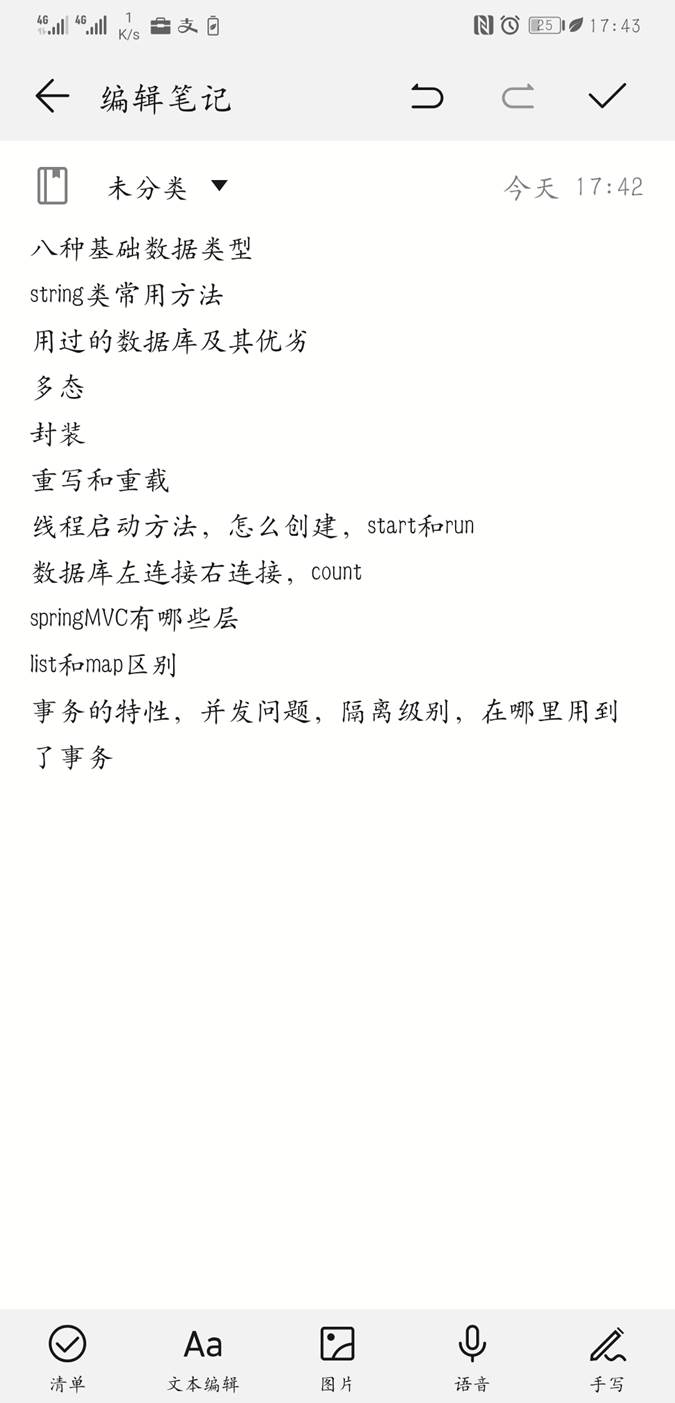 4G 4G 1 K/s 25 17:43
编辑笔记
未分类 今天 17:42
八种基础数据类型
string类常用方法
用过的数据库及其优劣
多态
封装
重写和重载
线程启动方法，怎么创建，start和run
数据库左连接右连接，count
springMVC有哪些层
list和map区别
事务的特性，并发问题，隔离级别，在哪里用到
了事务
Aa
清单 文本编辑 图片 语音 手写